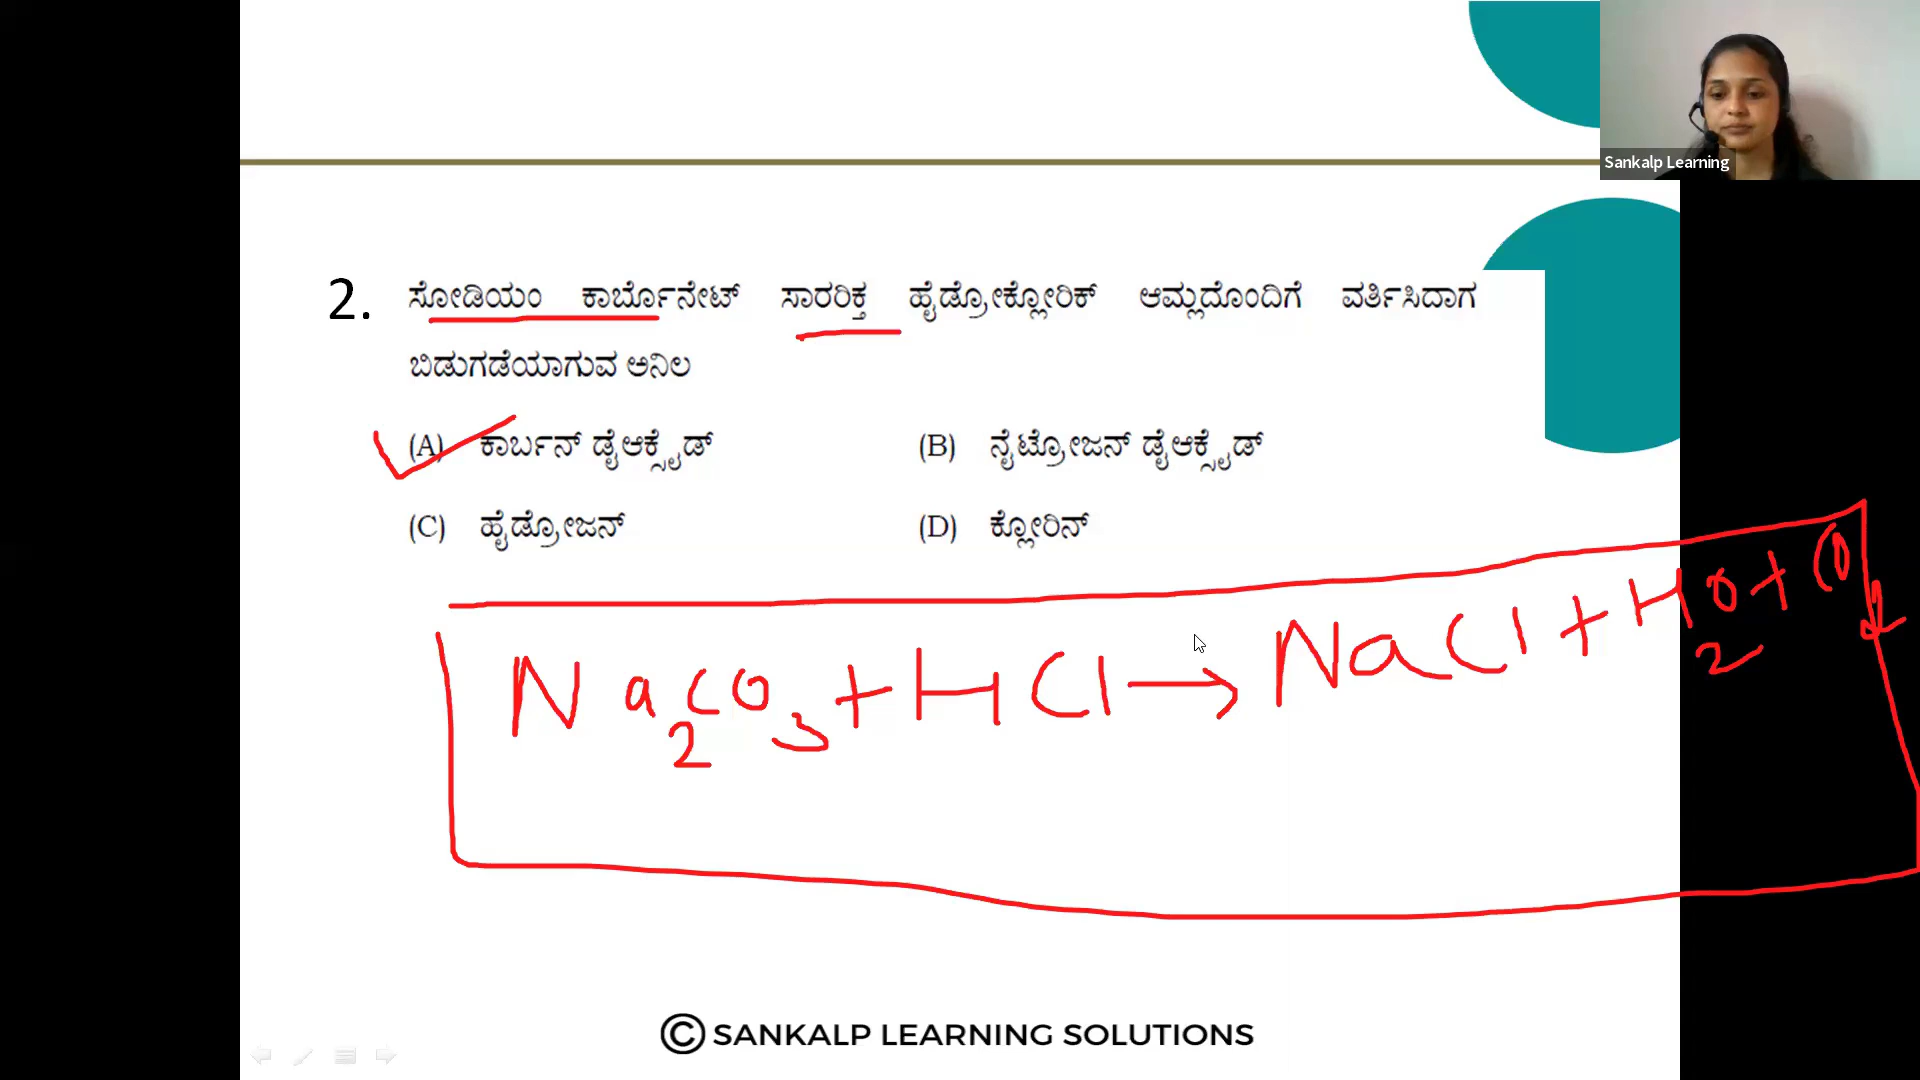 Sankalp Learning
2. ಸೋಡಿಯಂ ಕಾರ್ಬೊನೇಟ್ ಸಾರರಿಕ್ತ ಹೈಡ್ರೋಕ್ಲೋರಿಕ್ ಆಮ್ಲದೊಂದಿಗೆ ವರ್ತಿಸಿದಾಗ
ಬಿಡುಗಡೆಯಾಗುವ ಅನಿಲ
(A) ಕಾರ್ಬನ್ ಡೈಆಕ್ಸೈಡ್ (B) ನೈಟ್ರೋಜನ್ ಡೈಆಕ್ಸೈಡ್
(C) ಹೈಡ್ರೋಜನ್ (D) ಕ್ಲೋರಿನ್
Na₂CO₃ + HCl → NaCl + H₂O + CO₂
© SANKALP LEARNING SOLUTIONS